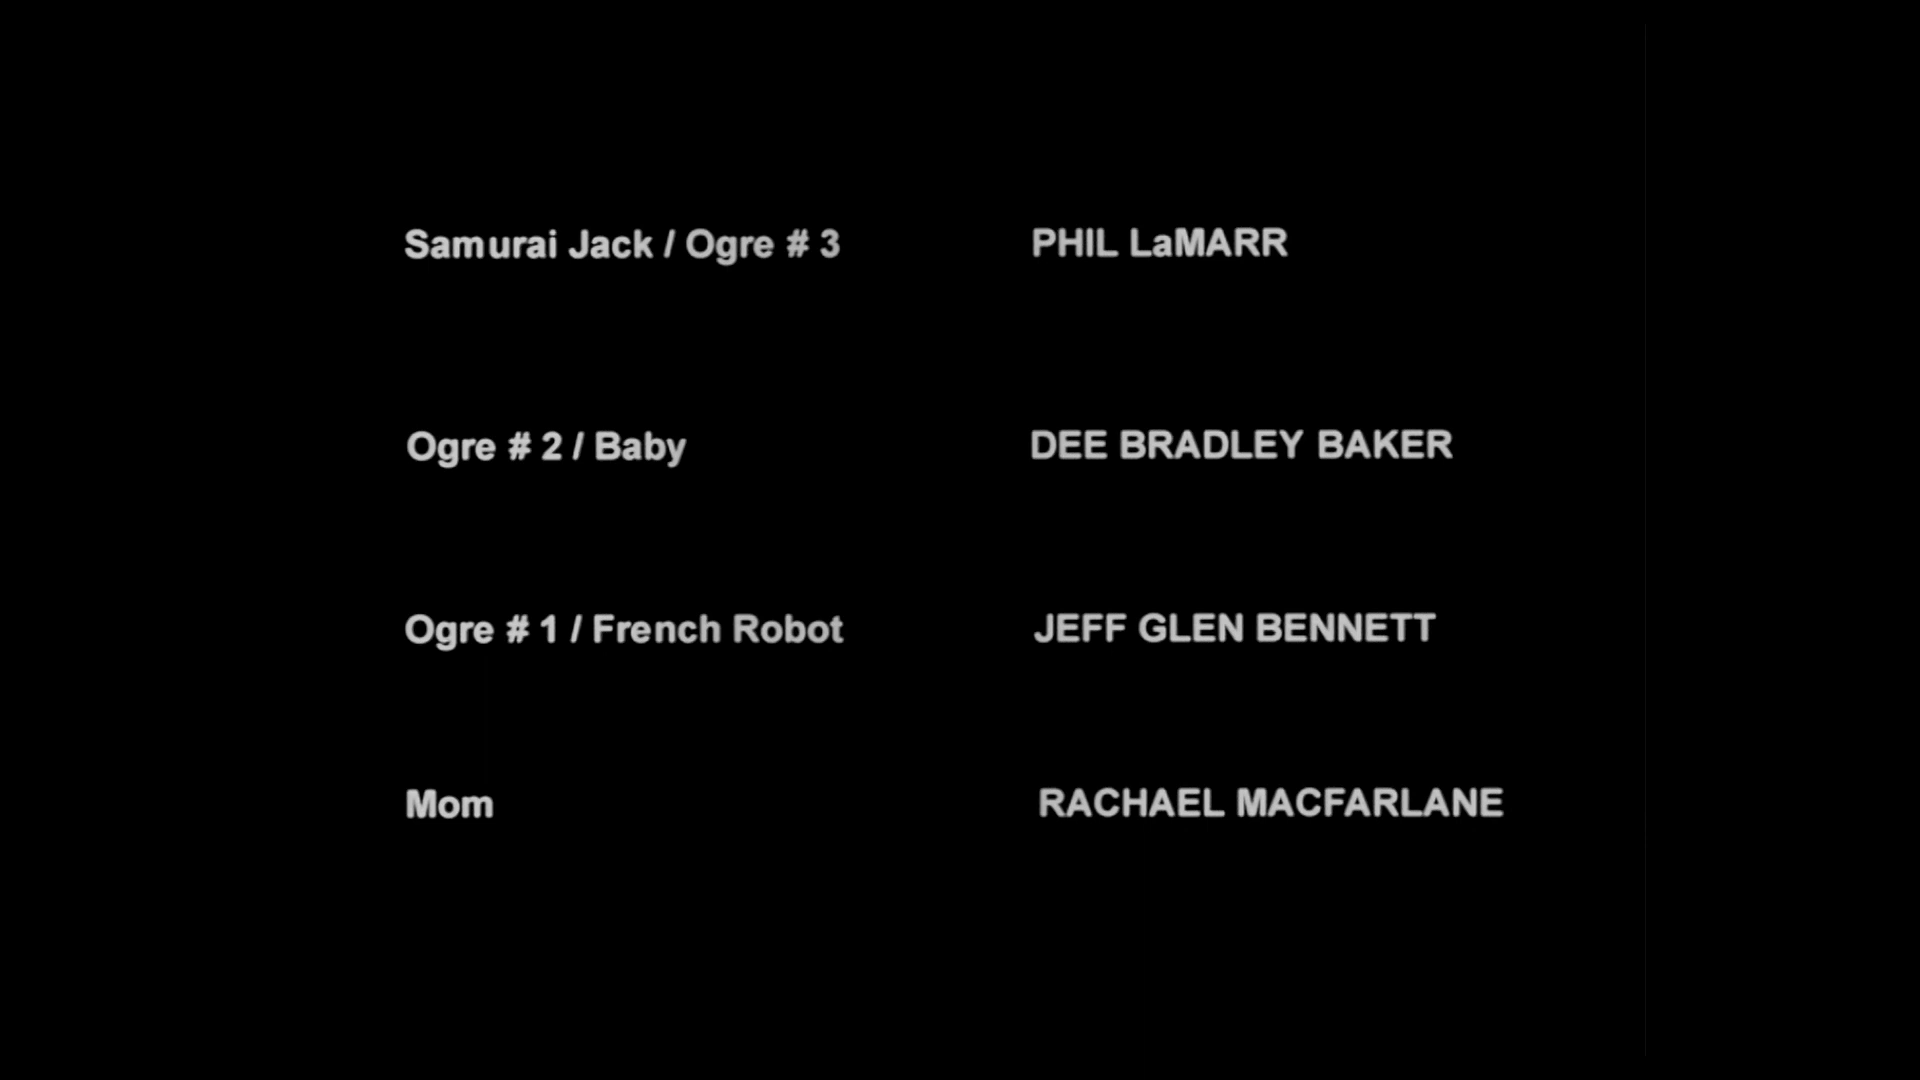 Samurai Jack / Ogre # 3 PHIL LaMARR
Ogre # 2 / Baby DEE BRADLEY BAKER
Ogre # 1 / French Robot JEFF GLEN BENNETT
Mom RACHAEL MACFARLANE